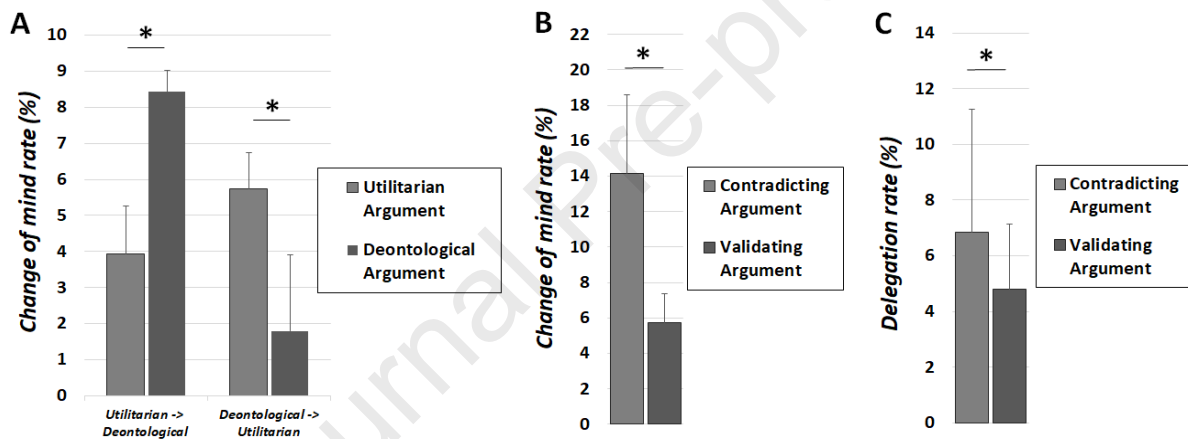 A
Change of mind rate (%)
10
9
8
7
6
5
4
3
2
1
0
*
*
Utilitarian ->
Deontological
Deontological ->
Utilitarian
Utilitarian
Argument
Deontological
Argument
B
Change of mind rate (%)
22
20
18
16
14
12
10
8
6
4
2
0
*
Contradicting
Argument
Validating
Argument
C
Delegation rate (%)
14
12
10
8
6
4
2
0
*
Contradicting
Argument
Validating
Argument
urnal Pre-pr